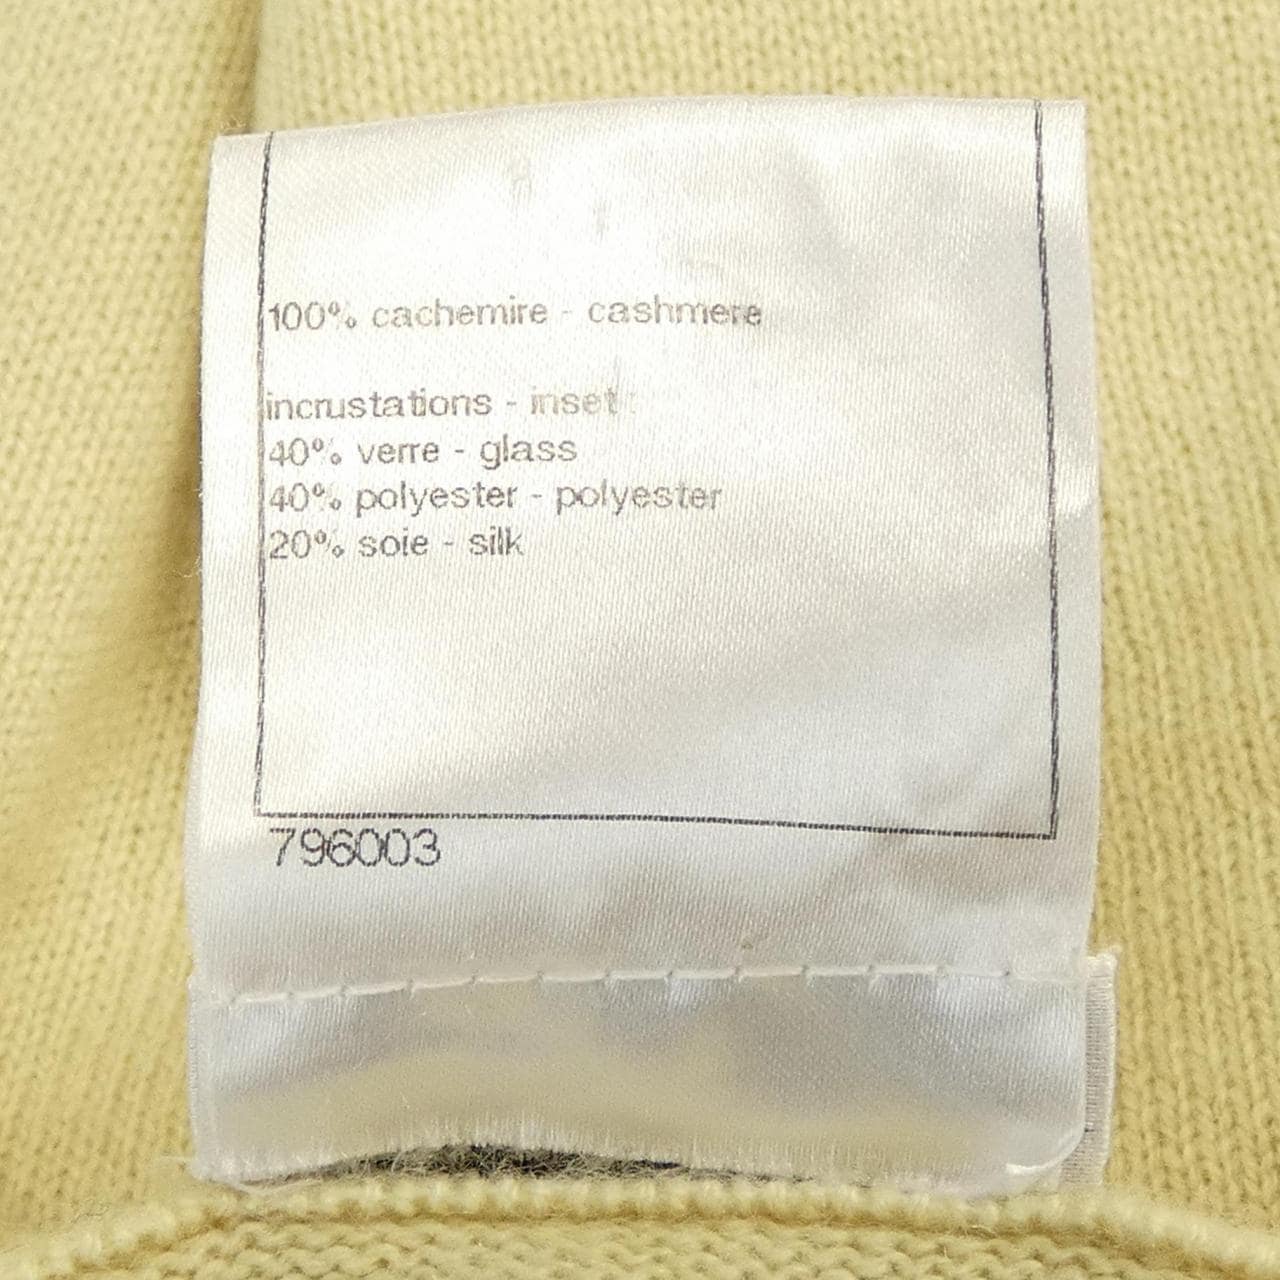 100% cachemire - cashmere
incrustations - inset :
40% verre - glass
40% polyester - polyester
20% soie - silk
796003